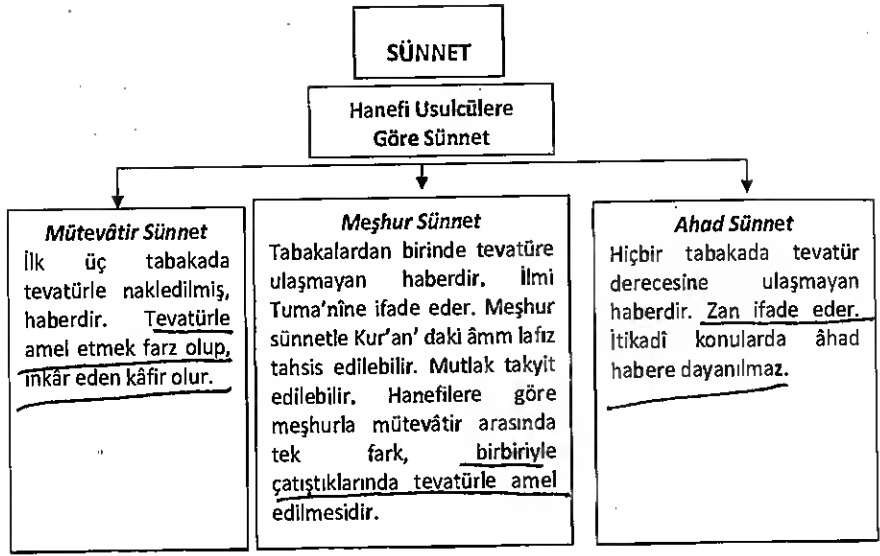 SÜNNET
Hanefi Usulcülere
Göre Sünnet
Mütevâtir Sünnet
İlk üç tabakada
tevatürle nakledilmiş,
haberdir. Tevatürle
amel etmek farz olup,
inkâr eden kâfir olur.
Meşhur Sünnet
Tabakalardan birinde tevatüre
ulaşmayan haberdir. İlmi
Tuma'nîne ifade eder. Meşhur
sünnetle Kur'an' daki âmm lafız
tahsis edilebilir. Mutlak takyit
edilebilir. Hanefilere göre
meşhurla mütevâtir arasında
tek fark, birbiriyle
çatıştıklarında tevatürle amel
edilmesidir.
Ahad Sünnet
Hiçbir tabakada tevatür
derecesine ulaşmayan
haberdir. Zan ifade eder.
İtikadî konularda âhad
habere dayanılmaz.